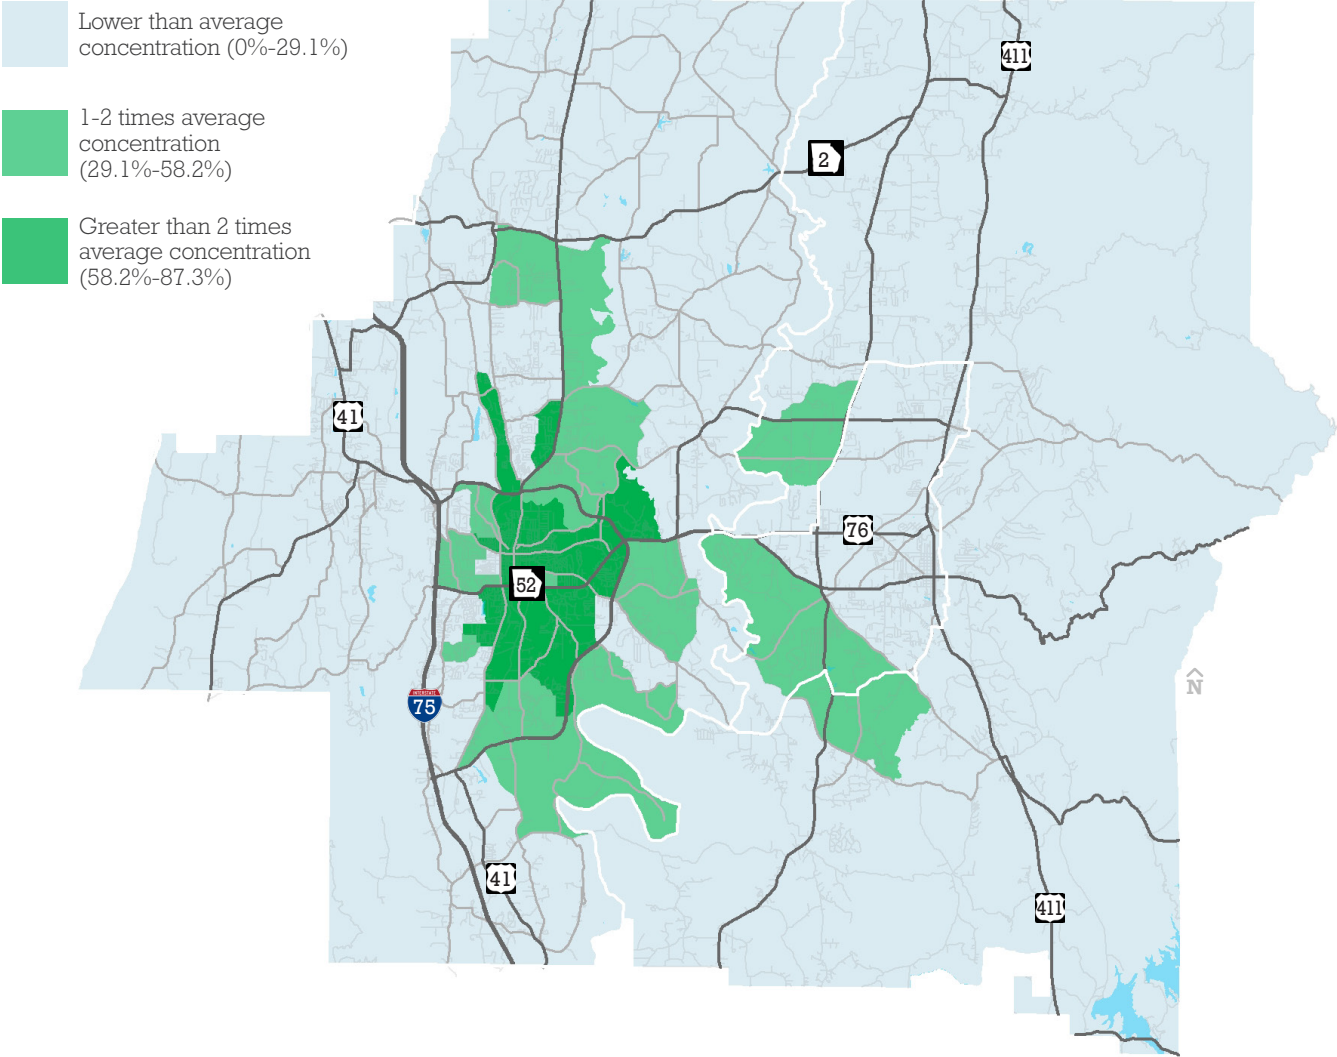 Lower than average
concentration (0%-29.1%)
1-2 times average
concentration
(29.1%-58.2%)
Greater than 2 times
average concentration
(58.2%-87.3%)
411
2
41
76
52
N
INTERSTATE
75
41
411